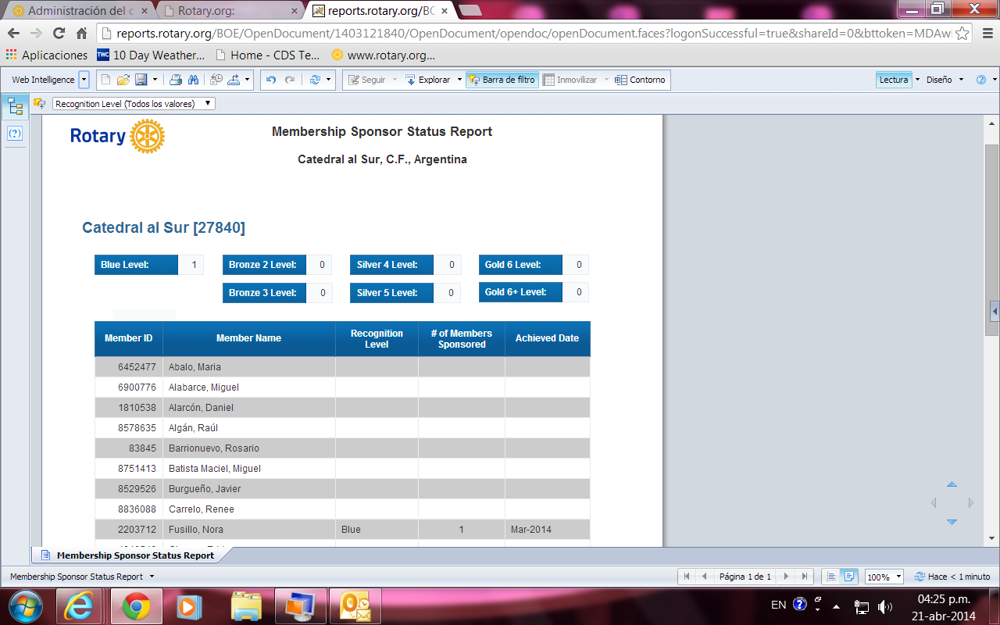 Administración del c
Rotary.org:
reports.rotary.org/BO
reports.rotary.org/BOE/OpenDocument/1403121840/OpenDocument/opendoc/openDocument.faces?logonSuccessful=true&shareId=0&bttoken=MDAw
Aplicaciones
TWC 10 Day Weather...
Home - CDS Te...
www.rotary.org...
Web Intelligence
Seguir
Explorar
Barra de filtro
Inmovilizar
Contorno
Lectura
Diseño
Recognition Level (Todos los valores)
Rotary
Membership Sponsor Status Report
Catedral al Sur, C.F., Argentina
Catedral al Sur [27840]
Blue Level: 1 Bronze 2 Level: 0 Silver 4 Level: 0 Gold 6 Level: 0
Bronze 3 Level: 0 Silver 5 Level: 0 Gold 6+ Level: 0
Member ID Member Name Recognition Level # of Members Sponsored Achieved Date
6452477 Abalo, Maria
6900776 Alabarce, Miguel
1810538 Alarcón, Daniel
8578635 Algán, Raúl
83845 Barrionuevo, Rosario
8751413 Batista Maciel, Miguel
8529526 Burgueño, Javier
8836088 Carrelo, Renee
2203712 Fusillo, Nora Blue 1 Mar-2014
Membership Sponsor Status Report
Membership Sponsor Status Report
Página 1 de 1
100%
Hace < 1 minuto
EN
04:25 p.m.
21-abr-2014